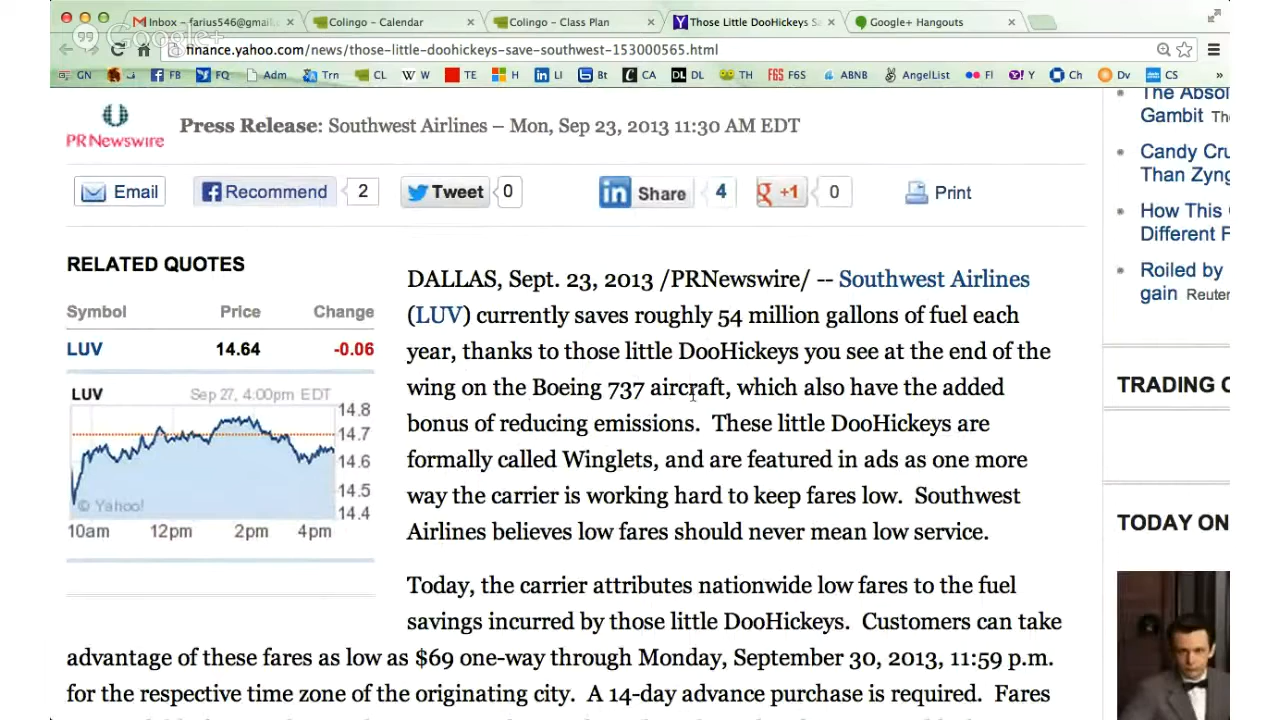 Inbox - farius546@gmail.
Colingo - Calendar
Colingo - Class Plan
Those Little DooHickeys S
Google+ Hangouts
Google+
finance.yahoo.com/news/those-little-doohickeys-save-southwest-153000565.html
GN
FB
FQ
Adm
Trn
CL
W W
TE
H
LI
Bt
CA
DL DL
TH
F6S F6S
ABNB
AngelList
FI
Y! Y
Ch
Dv
CS
»
PR Newswire
Press Release: Southwest Airlines – Mon, Sep 23, 2013 11:30 AM EDT
Email
Recommend 2
Tweet 0
in Share 4
g +1 0
Print
The Absol
Gambit The
Candy Cru
Than Zyng
How This
Different F
Roiled by
gain Reuter
RELATED QUOTES
Symbol Price Change
LUV 14.64 -0.06
LUV Sep 27, 4:00pm EDT
14.8
14.7
14.6
14.5
14.4
© Yahoo!
10am 12pm 2pm 4pm
DALLAS, Sept. 23, 2013 /PRNewswire/ -- Southwest Airlines
(LUV) currently saves roughly 54 million gallons of fuel each
year, thanks to those little DooHickeys you see at the end of the
wing on the Boeing 737 aircraft, which also have the added
bonus of reducing emissions. These little DooHickeys are
formally called Winglets, and are featured in ads as one more
way the carrier is working hard to keep fares low. Southwest
Airlines believes low fares should never mean low service.
Today, the carrier attributes nationwide low fares to the fuel
savings incurred by those little DooHickeys. Customers can take
advantage of these fares as low as $69 one-way through Monday, September 30, 2013, 11:59 p.m.
for the respective time zone of the originating city. A 14-day advance purchase is required. Fares
TRADING C
TODAY ON